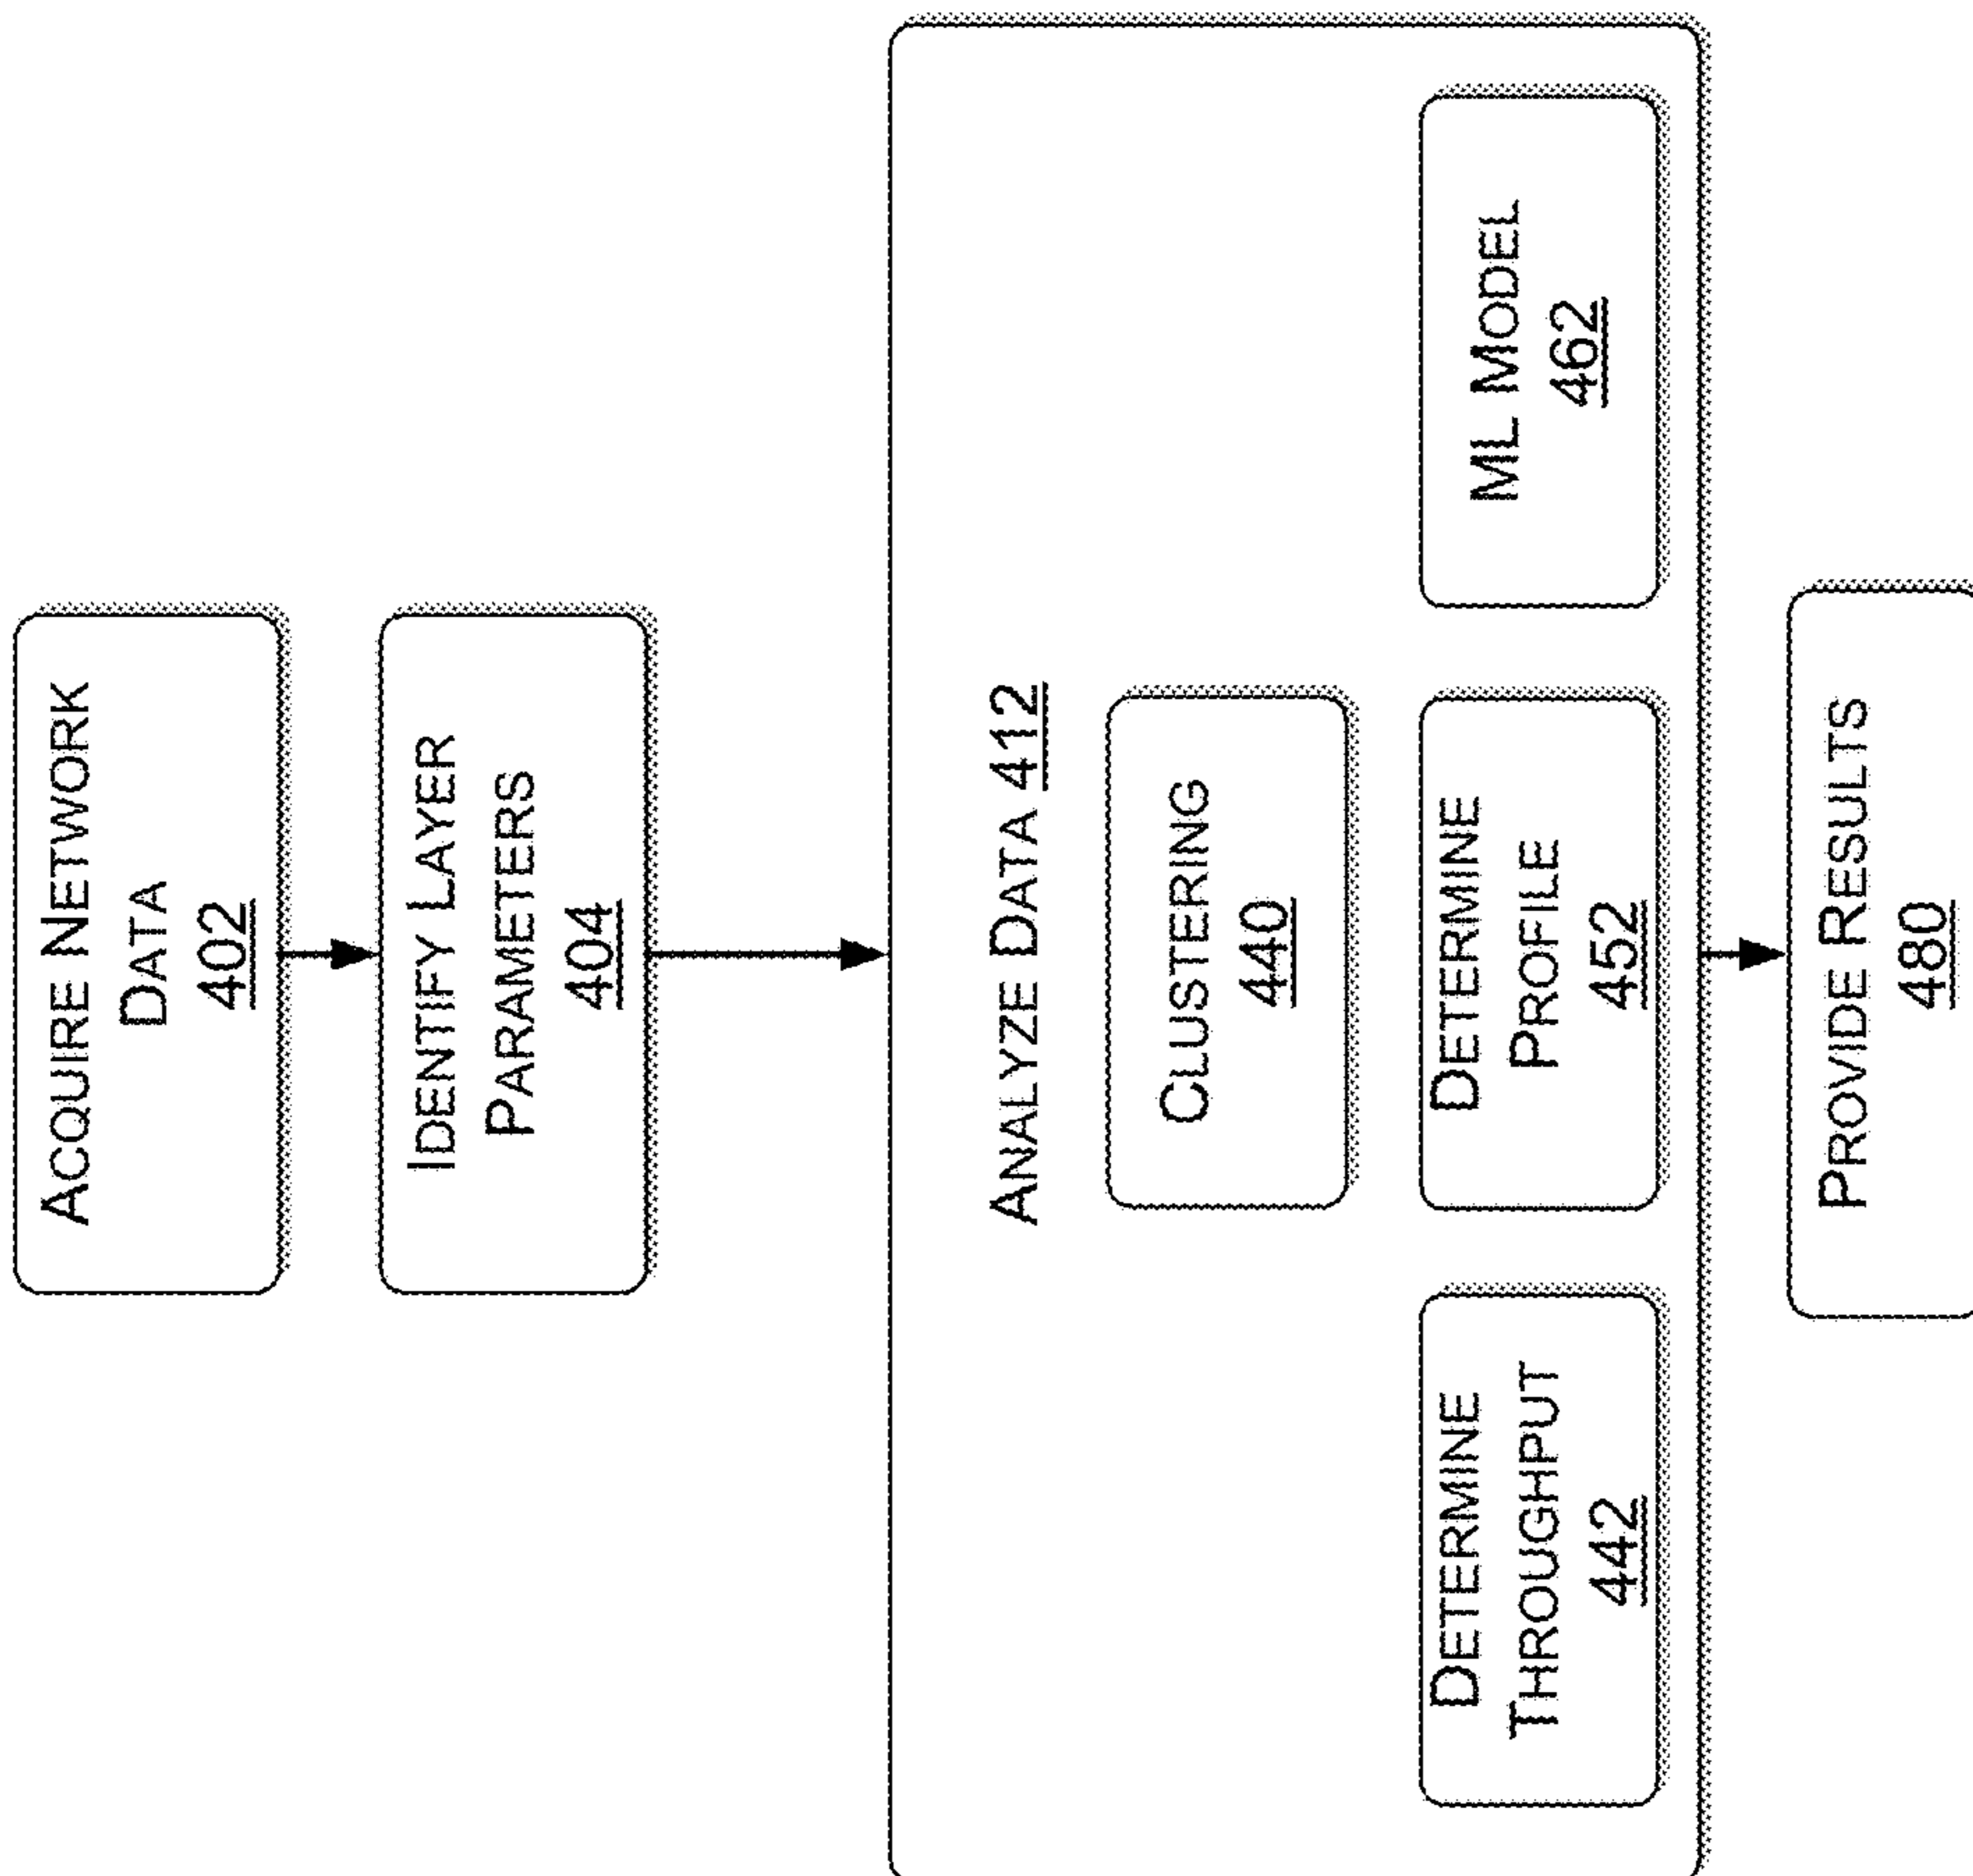 ACQUIRE NETWORK
DATA
402
IDENTIFY LAYER
PARAMETERS
404
ANALYZE DATA 412
CLUSTERING
440
DETERMINE
THROUGHPUT
442
DETERMINE
PROFILE
452
ML MODEL
462
PROVIDE RESULTS
480